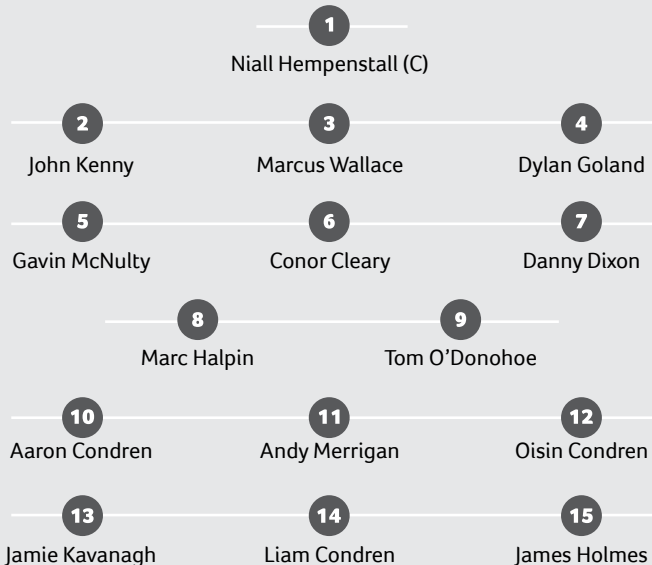 1
Niall Hempenstall (C)
2 3 4
John Kenny Marcus Wallace Dylan Goland
5 6 7
Gavin McNulty Conor Cleary Danny Dixon
8 9
Marc Halpin Tom O’Donohoe
10 11 12
Aaron Condren Andy Merrigan Oisin Condren
13 14 15
Jamie Kavanagh Liam Condren James Holmes